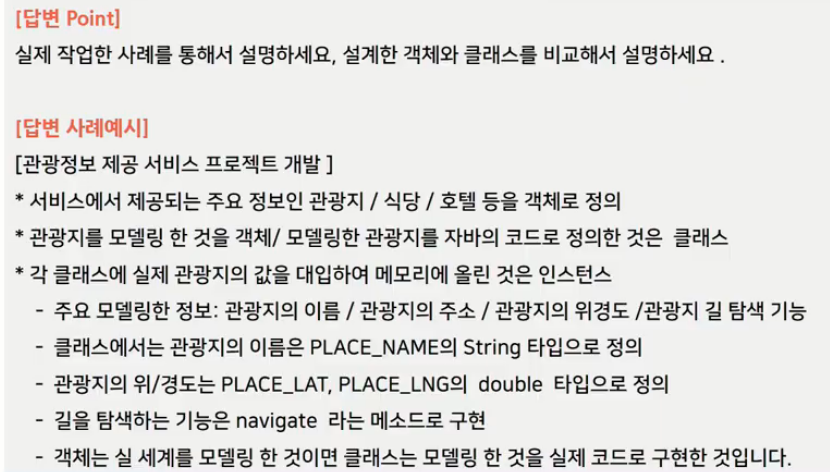 [답변 Point]
실제 작업한 사례를 통해서 설명하세요, 설계한 객체와 클래스를 비교해서 설명하세요 .
[답변 사례예시]
[관광정보 제공 서비스 프로젝트 개발 ]
* 서비스에서 제공되는 주요 정보인 관광지 / 식당 / 호텔 등을 객체로 정의
* 관광지를 모델링 한 것을 객체/ 모델링한 관광지를 자바의 코드로 정의한 것은 클래스
* 각 클래스에 실제 관광지의 값을 대입하여 메모리에 올린 것은 인스턴스
- 주요 모델링한 정보: 관광지의 이름 / 관광지의 주소 / 관광지의 위경도 /관광지 길 탐색 기능
- 클래스에서는 관광지의 이름은 PLACE_NAME의 String 타입으로 정의
- 관광지의 위/경도는 PLACE_LAT, PLACE_LNG의 double 타입으로 정의
- 길을 탐색하는 기능은 navigate 라는 메소드로 구현
- 객체는 실 세계를 모델링 한 것이면 클래스는 모델링 한 것을 실제 코드로 구현한 것입니다.